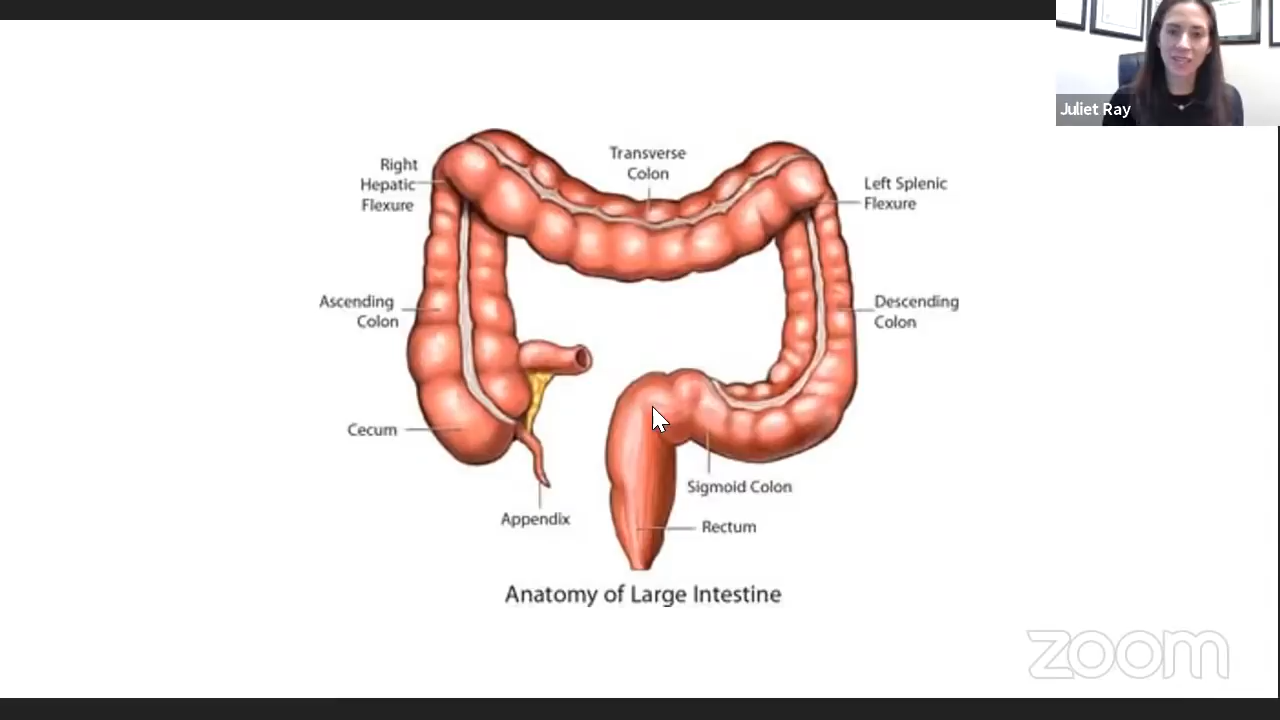 Juliet Ray
Transverse
Colon
Right
Hepatic
Flexure
Left Splenic
Flexure
Ascending
Colon
Descending
Colon
Cecum
Sigmoid Colon
Appendix
Rectum
Anatomy of Large Intestine
zoom